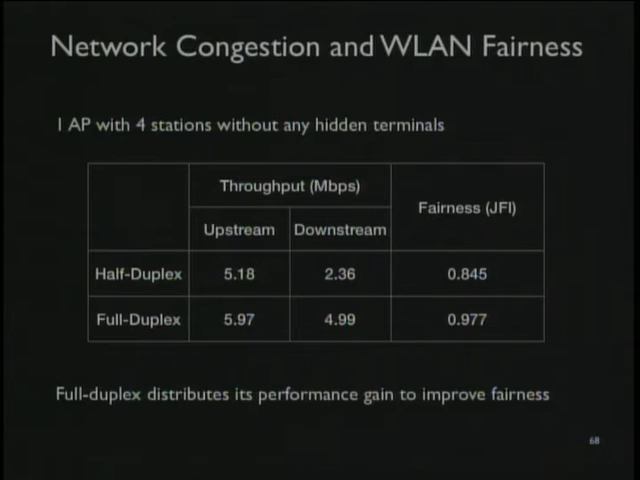 Network Congestion and WLAN Fairness
1 AP with 4 stations without any hidden terminals
Throughput (Mbps)
Fairness (JFI)
Upstream Downstream
Half-Duplex 5.18 2.36 0.845
Full-Duplex 5.97 4.99 0.977
Full-duplex distributes its performance gain to improve fairness
68